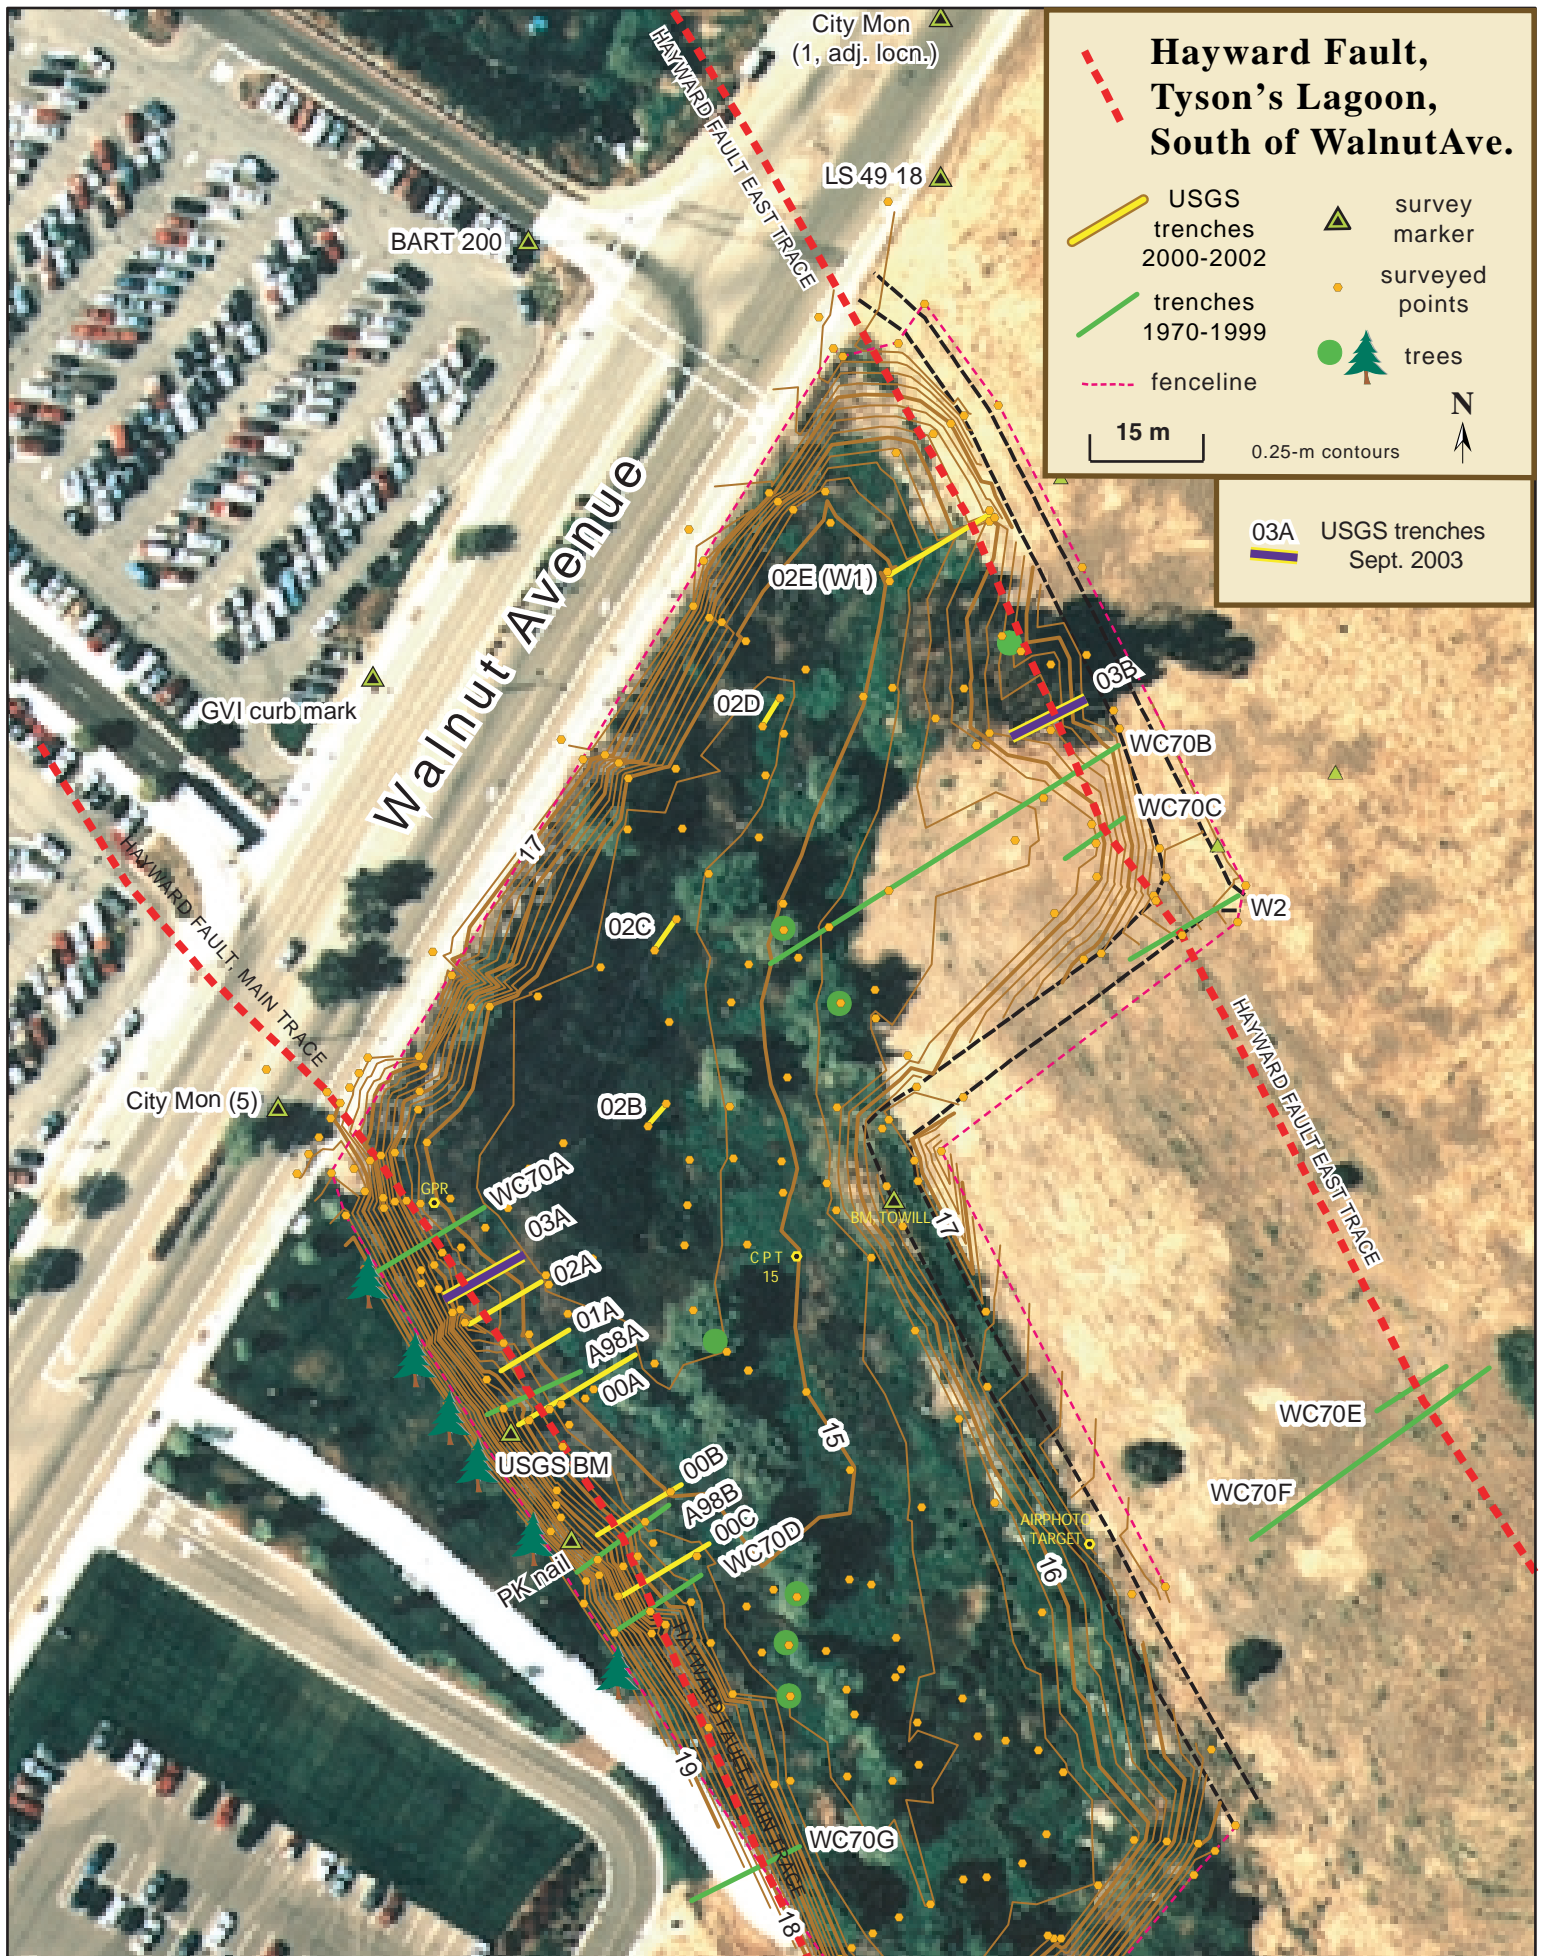 City Mon
(1, adj. locn.)
HAYWARD FAULT EAST TRACE
LS 49 18
BART 200
Hayward Fault,
Tyson's Lagoon,
South of WalnutAve.
USGS
trenches
2000-2002
survey
marker
trenches
1970-1999
surveyed
points
fenceline
trees
15 m
0.25-m contours
N
03A
USGS trenches
Sept. 2003
Walnut Avenue
02E (W1)
GVI curb mark
02D
03B
WC70B
WC70C
17
HAYWARD FAULT, MAIN TRACE
02C
W2
City Mon (5)
02B
HAYWARD FAULT EAST TRACE
GPR
WC70A
03A
BM, TOWILL
17
CPT
15
02A
01A
A98A
00A
USGS BM
15
00B
A98B
00C
WC70D
PK nail
WC70E
WC70F
AIRPHOTO
TARGET
16
HAYWARD FAULT, MAIN TRACE
19
WC70G
18